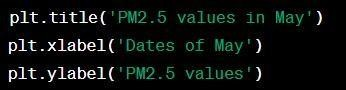 plt.title('PM2.5 values in May')
plt.xlabel('Dates of May')
plt.ylabel('PM2.5 values')